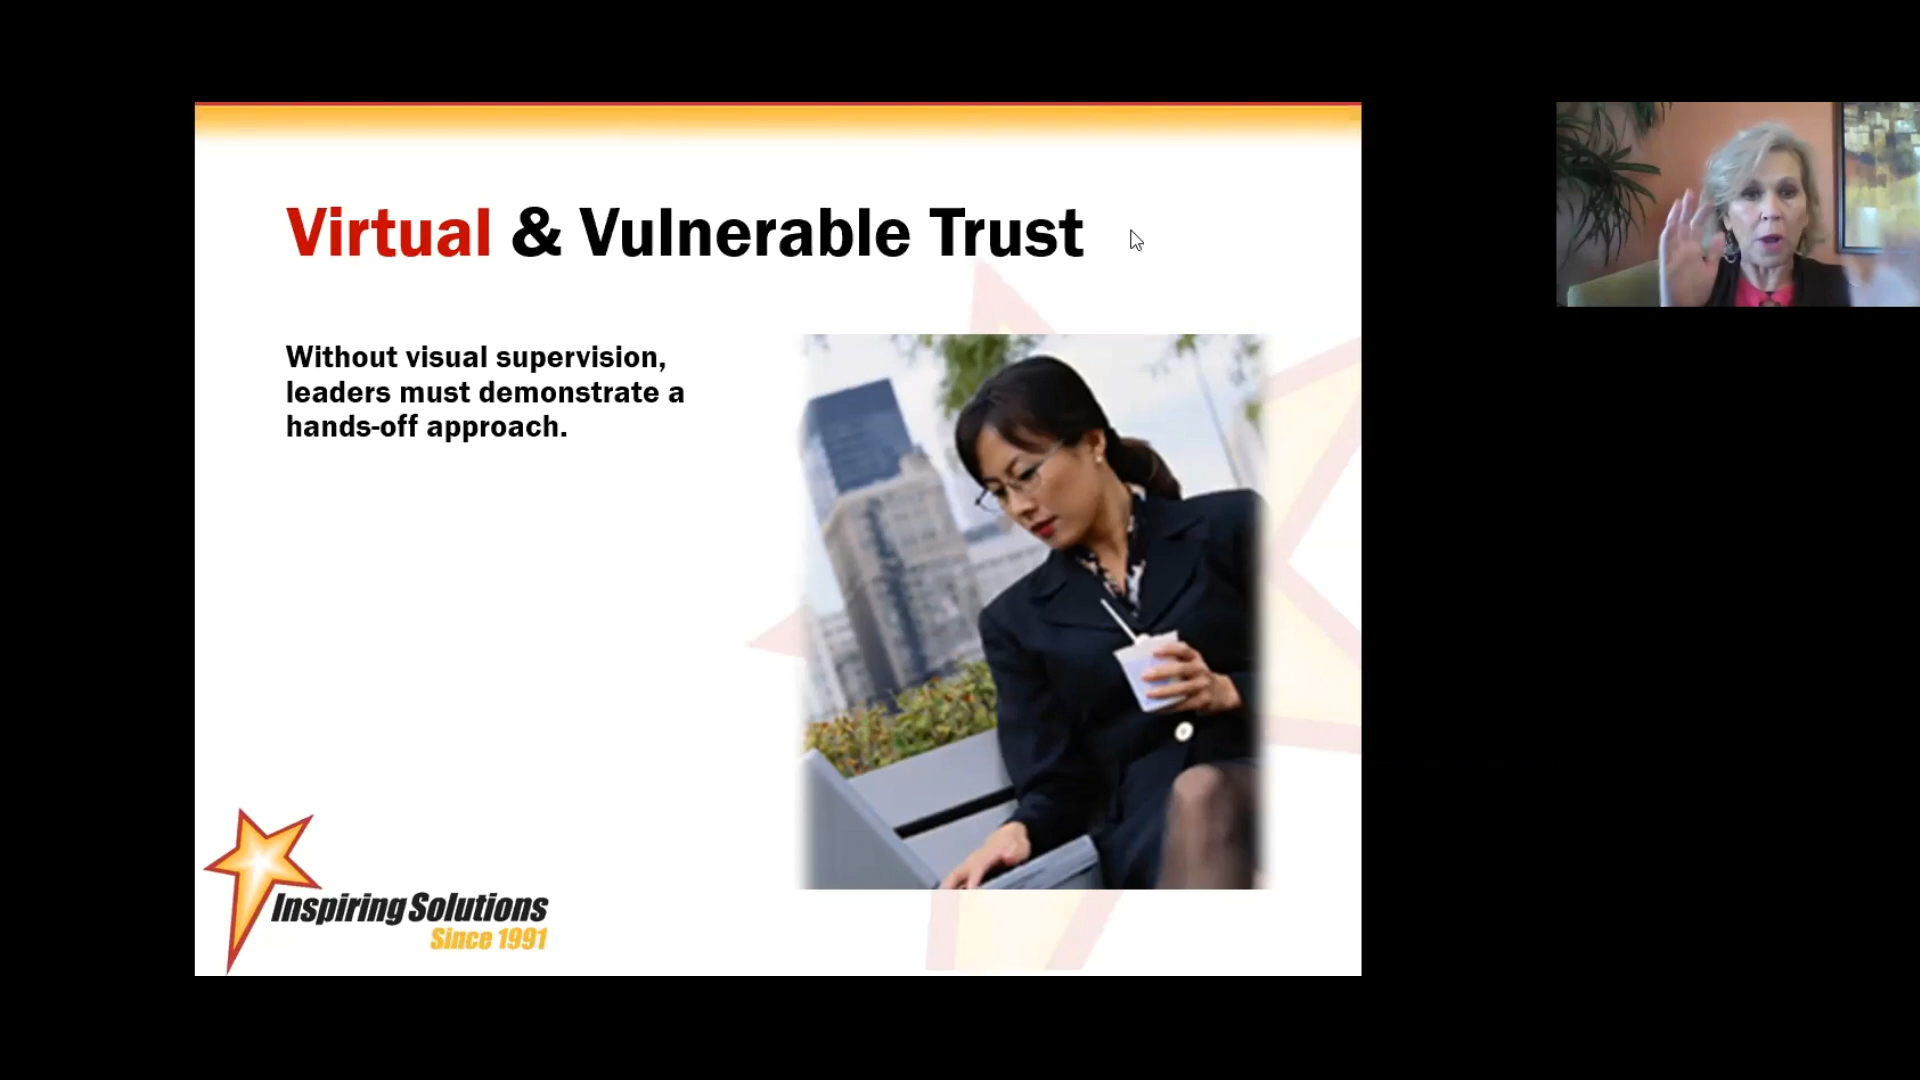 Virtual & Vulnerable Trust
Without visual supervision,
leaders must demonstrate a
hands-off approach.
Inspiring Solutions
Since 1991